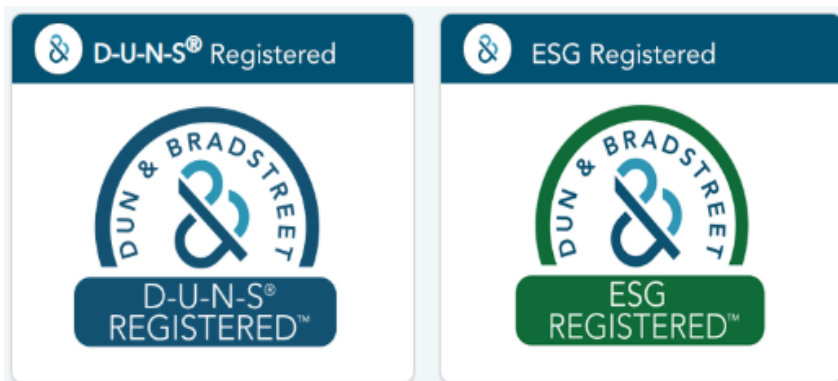 D-U-N-S® Registered
DUN & BRADSTREET
D-U-N-S®
REGISTERED™
ESG Registered
DUN & BRADSTREET
ESG
REGISTERED™